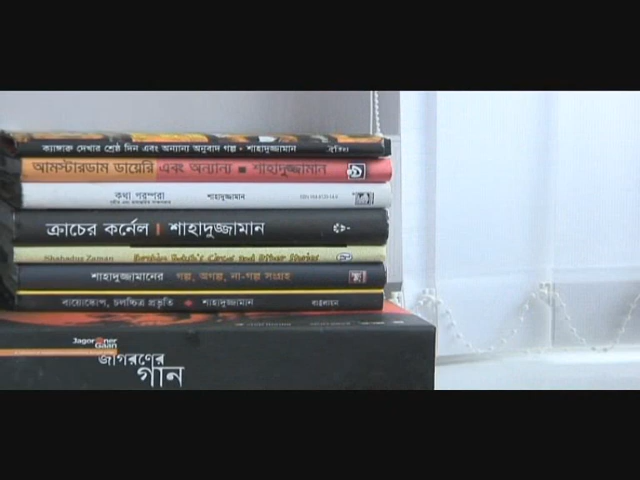 ক্যাঙ্গারু দেখার শ্রেষ্ঠ দিন এবং অন্যান্য অনুবাদ গল্প • শাহাদুজ্জামান
আমস্টারডাম ডায়েরি এবং অন্যান্য ■ শাহাদুজ্জামান
কথা পরম্পরা শাহাদুজ্জামান
ক্রাচের কর্নেল | শাহাদুজ্জামান
Shahaduz Zaman Ibrahim Buksh's Circus and Other Stories
শাহাদুজ্জামানের গল্প, অগল্প, না-গল্প সংগ্রহ
বায়োস্কোপ, চলচ্চিত্র প্রভৃতি ◆ শাহাদুজ্জামান
Jagoroner
Gaan
জাগরণের
গান